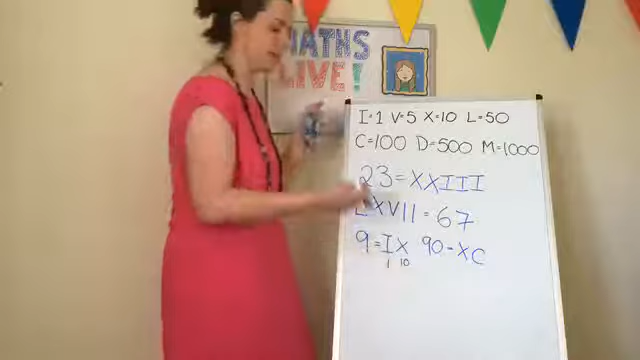 MATHS
LIVE!
I=1 V=5 X=10 L=50
C=100 D=500 M=1000
23=XXIII
LXVII=67
9=IX 90-XC
1 10